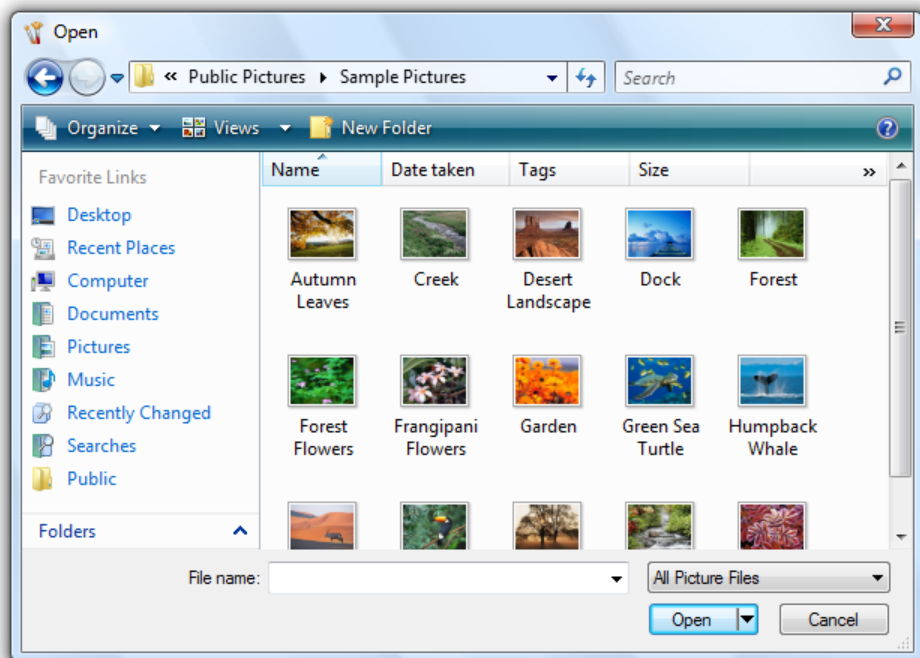 Open
« Public Pictures ▸ Sample Pictures
Search
Organize
Views
New Folder
Favorite Links
Desktop
Recent Places
Computer
Documents
Pictures
Music
Recently Changed
Searches
Public
Folders
Name Date taken Tags Size »
Autumn Leaves
Creek
Desert Landscape
Dock
Forest
Forest Flowers
Frangipani Flowers
Garden
Green Sea Turtle
Humpback Whale
File name:
All Picture Files
Open
Cancel